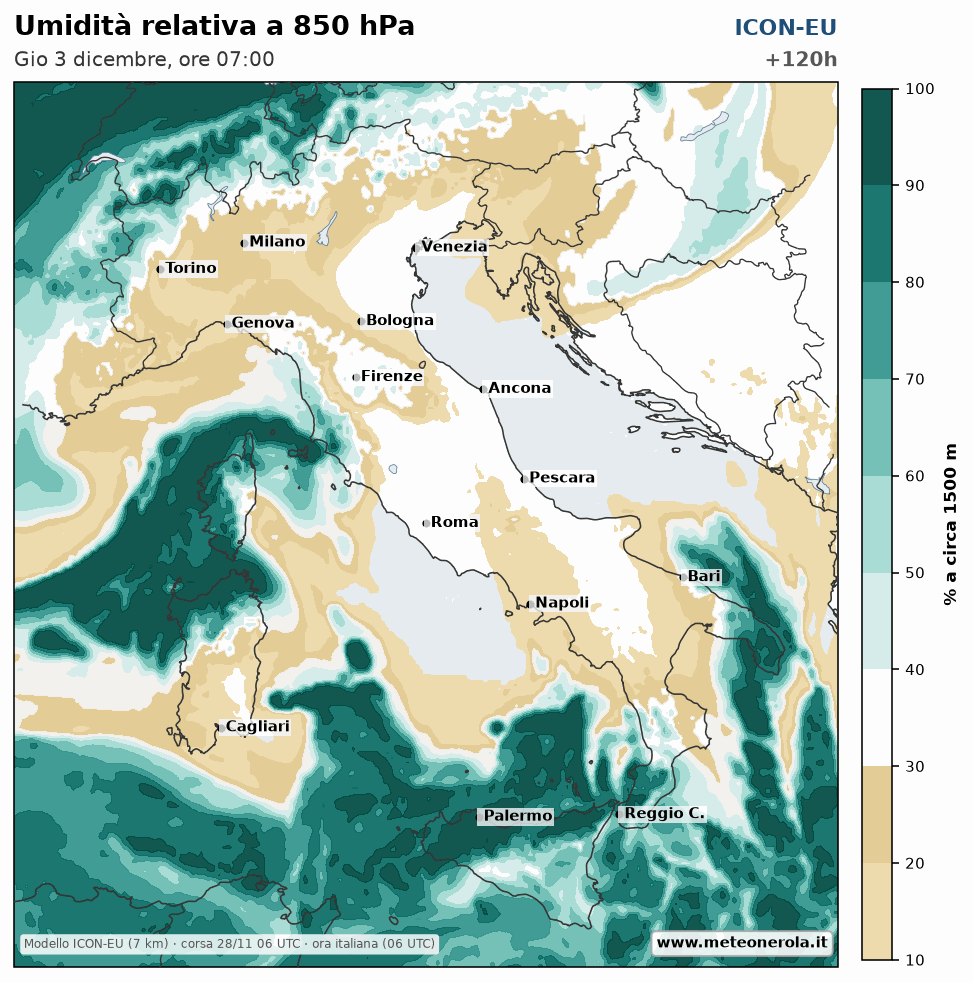 Umidità relativa a 850 hPa
ICON-EU
Gio 3 dicembre, ore 07:00
+120h
100
90
80
70
60
50
40
30
20
10
% a circa 1500 m
Milano
Venezia
Torino
Genova
Bologna
Firenze
Ancona
Pescara
Roma
Bari
Napoli
Cagliari
Palermo
Reggio C.
Modello ICON-EU (7 km) · corsa 28/11 06 UTC · ora italiana (06 UTC)
www.meteonerola.it